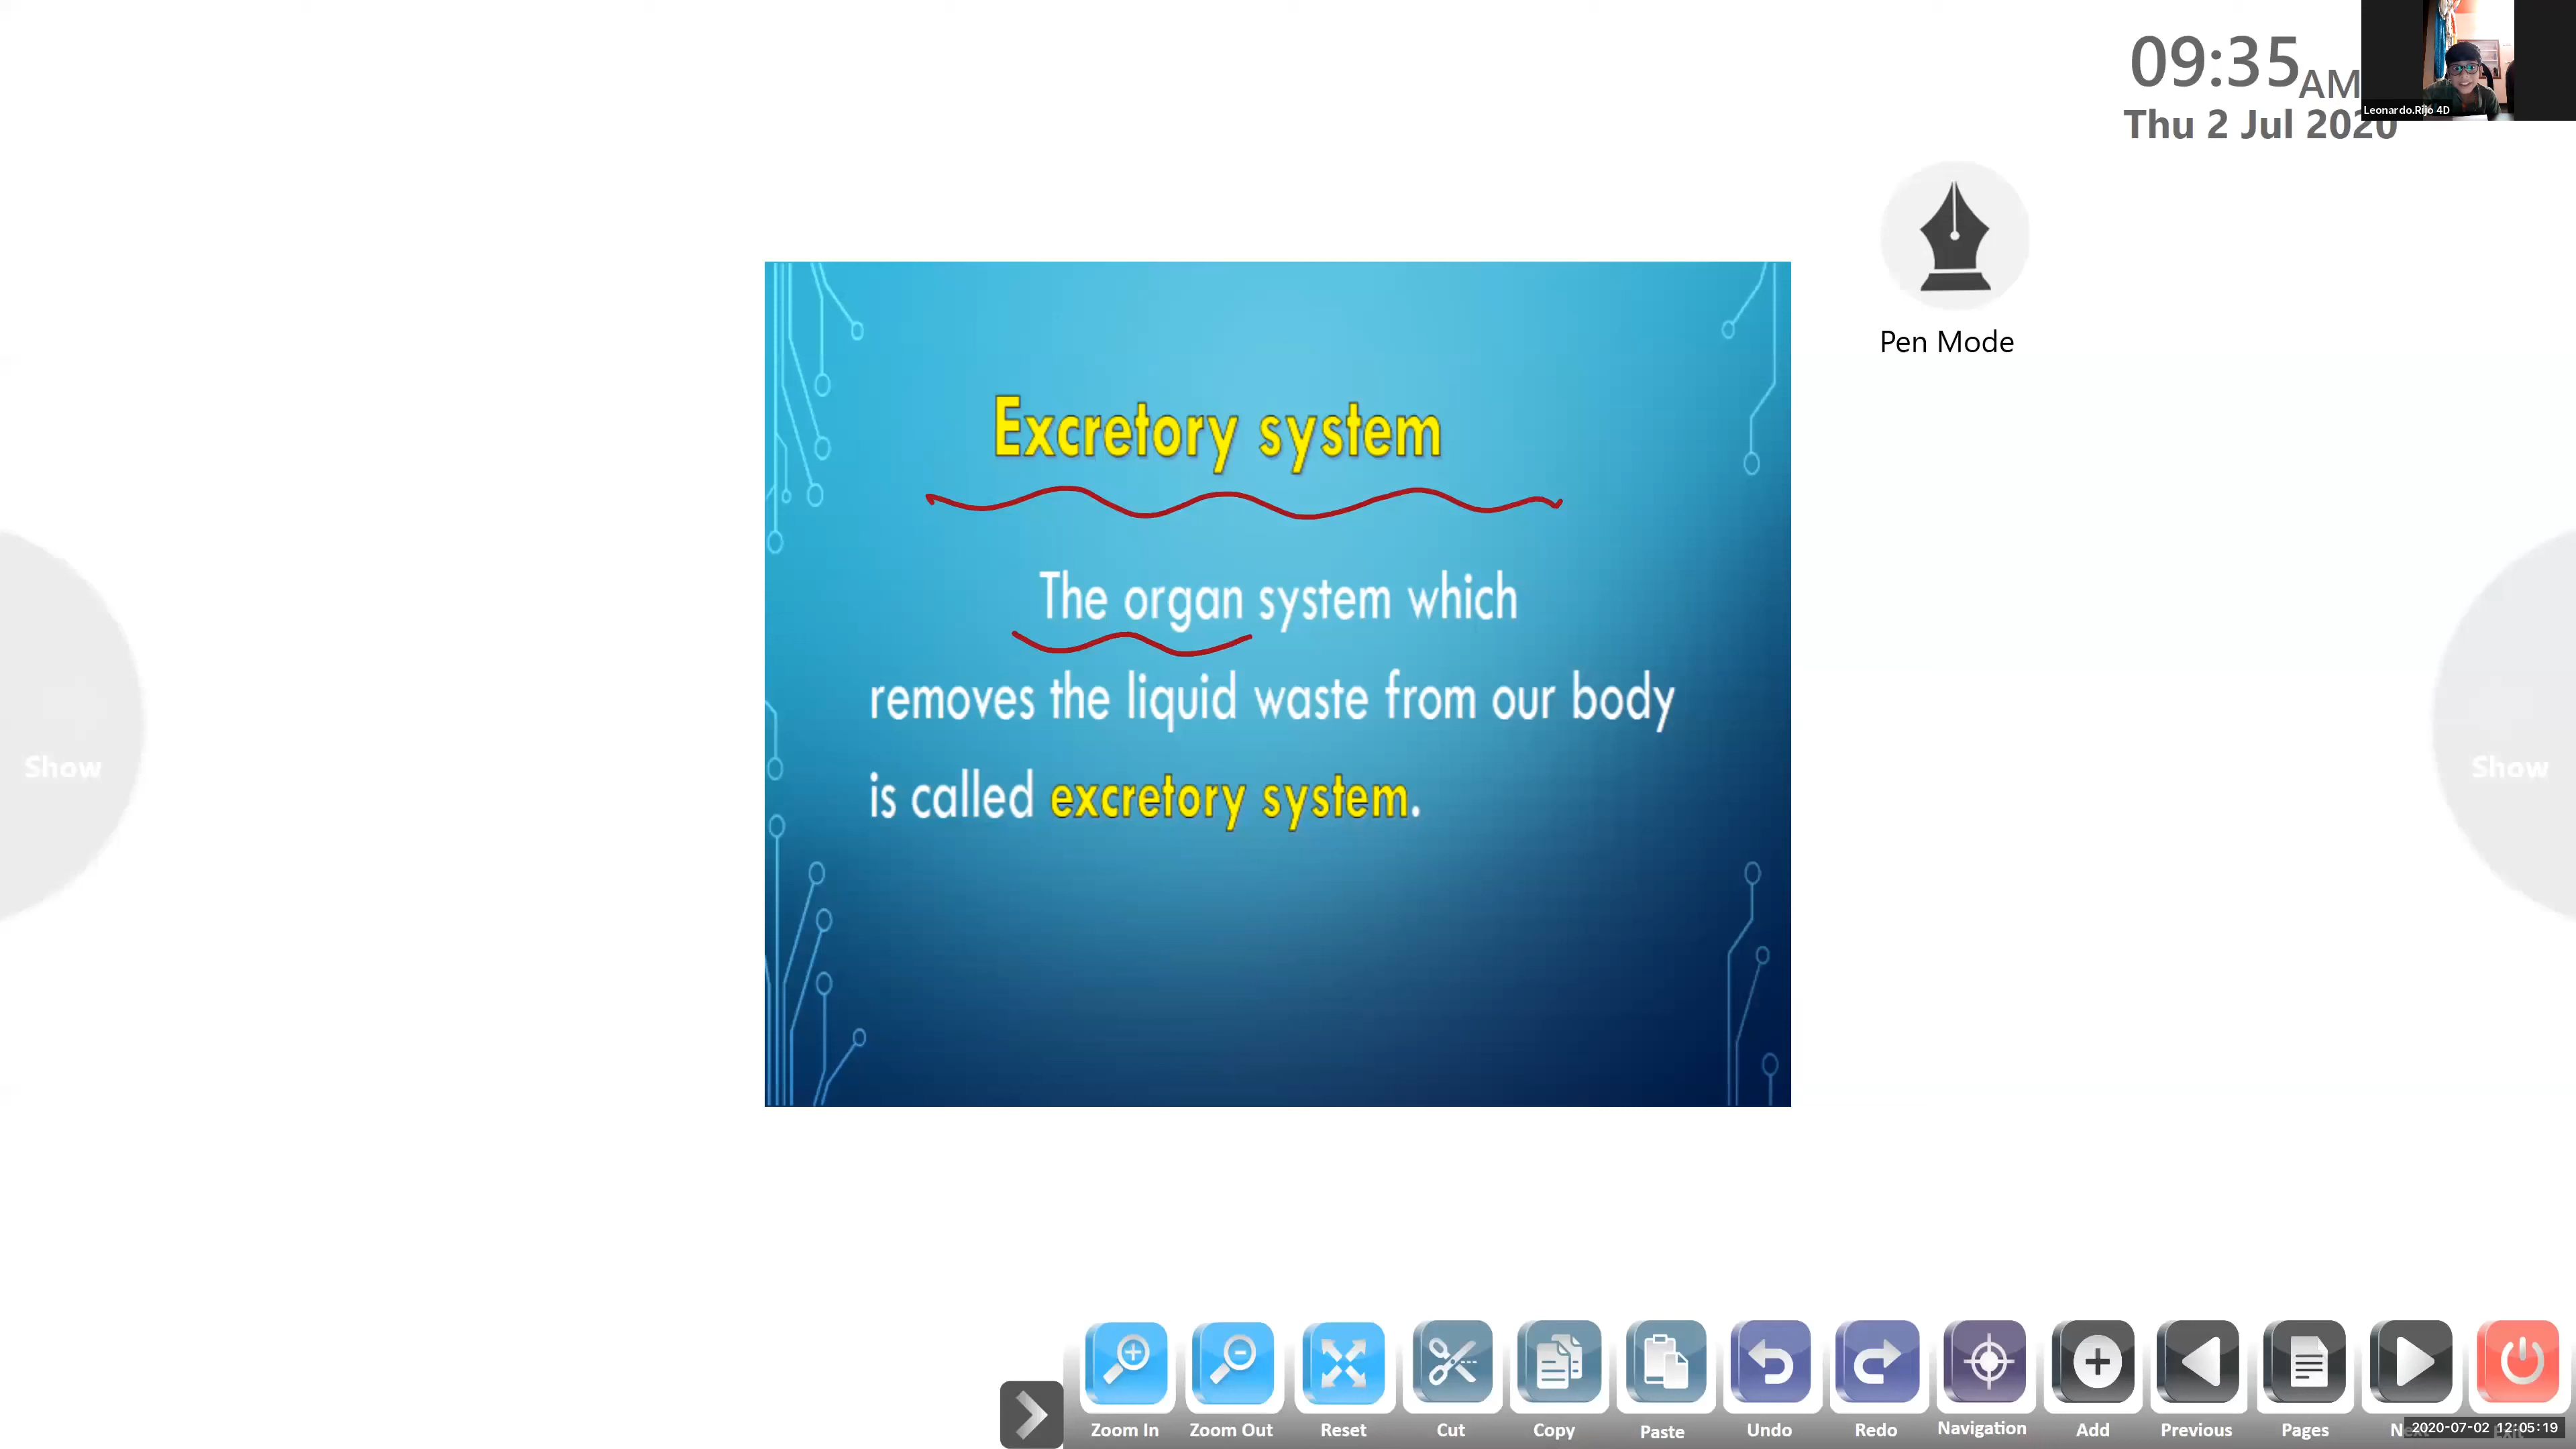 09:35 AM
Thu 2 Jul 2020
Leonardo.Rijo 4D
Pen Mode
Excretory system
The organ system which
removes the liquid waste from our body
is called excretory system.
Show
Show
Zoom In Zoom Out Reset Cut Copy Paste Undo Redo Navigation Add Previous Pages
2020-07-02 12:05:19